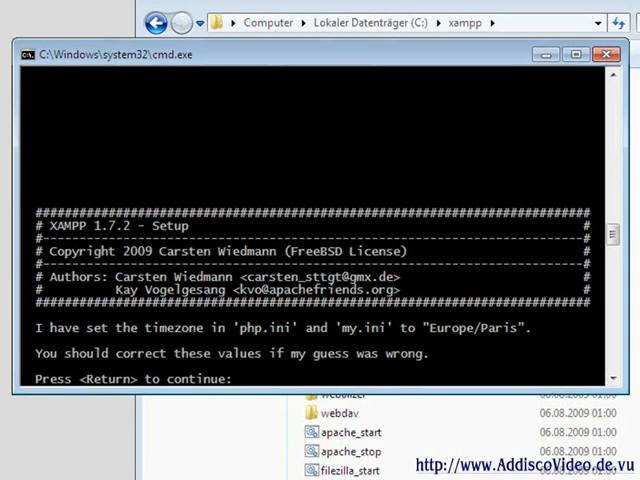 Computer
Lokaler Datenträger (C:)
xampp
C:\Windows\system32\cmd.exe
###########################################################################
# XAMPP 1.7.2 - Setup #
#-------------------------------------------------------------------------#
# Copyright 2009 Carsten Wiedmann (FreeBSD License) #
#-------------------------------------------------------------------------#
# Authors: Carsten Wiedmann <carsten_sttgt@gmx.de> #
# Kay Vogelgesang <kvo@apachefriends.org> #
###########################################################################
I have set the timezone in 'php.ini' and 'my.ini' to "Europe/Paris".
You should correct these values if my guess was wrong.
Press <Return> to continue:
webalizer 06.08.2009 01:00
webdav 06.08.2009 01:00
apache_start 06.08.2009 01:00
apache_stop 06.08.2009 01:00
filezilla_start
http://www.AddiscoVideo.de.vu